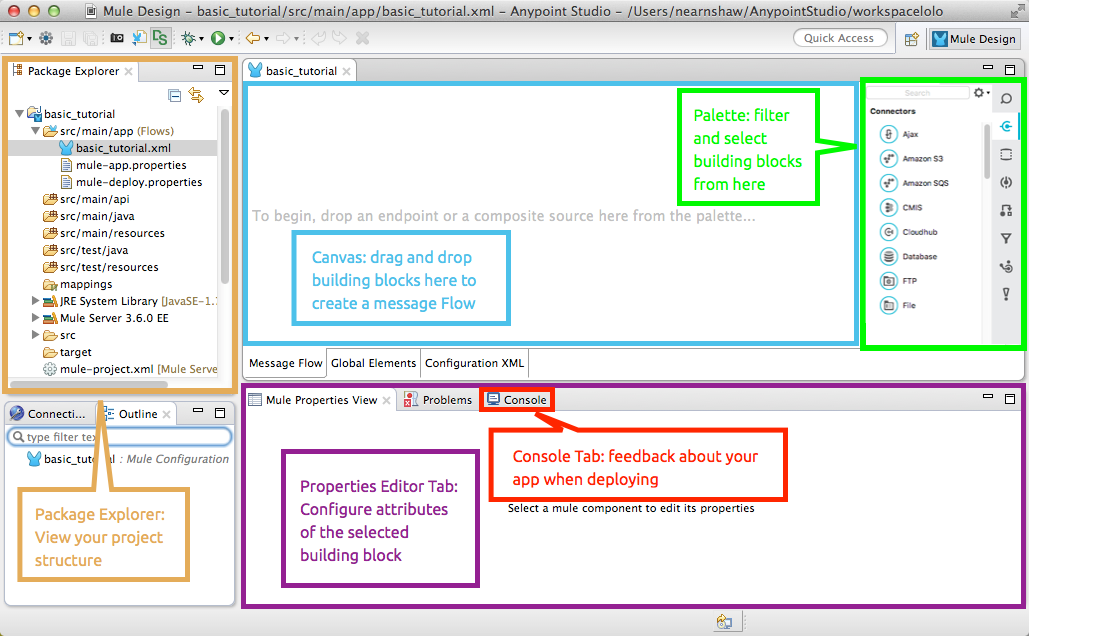 Mule Design - basic_tutorial/src/main/app/basic_tutorial.xml - Anypoint Studio - /Users/nearnshaw/AnypointStudio/workspacelolo
Quick Access
Mule Design
Package Explorer
basic_tutorial
src/main/app (Flows)
basic_tutorial.xml
mule-app.properties
mule-deploy.properties
src/main/api
src/main/java
src/main/resources
src/test/java
src/test/resources
mappings
JRE System Library [JavaSE-1.
Mule Server 3.6.0 EE
src
target
mule-project.xml [Mule Serve
basic_tutorial
To begin, drop an endpoint or a composite source here from the palette...
Canvas: drag and drop
building blocks here to
create a message Flow
Palette: filter
and select
building blocks
from here
Message Flow
Global Elements
Configuration XML
Search
Connectors
Ajax
Amazon S3
Amazon SQS
CMIS
Cloudhub
Database
FTP
File
Connecti...
Outline
type filter tex
basic_tutorial : Mule Configuration
Package Explorer:
View your project
structure
Mule Properties View
Problems
Console
Console Tab: feedback about your
app when deploying
Select a mule component to edit its properties
Properties Editor Tab:
Configure attributes
of the selected
building block